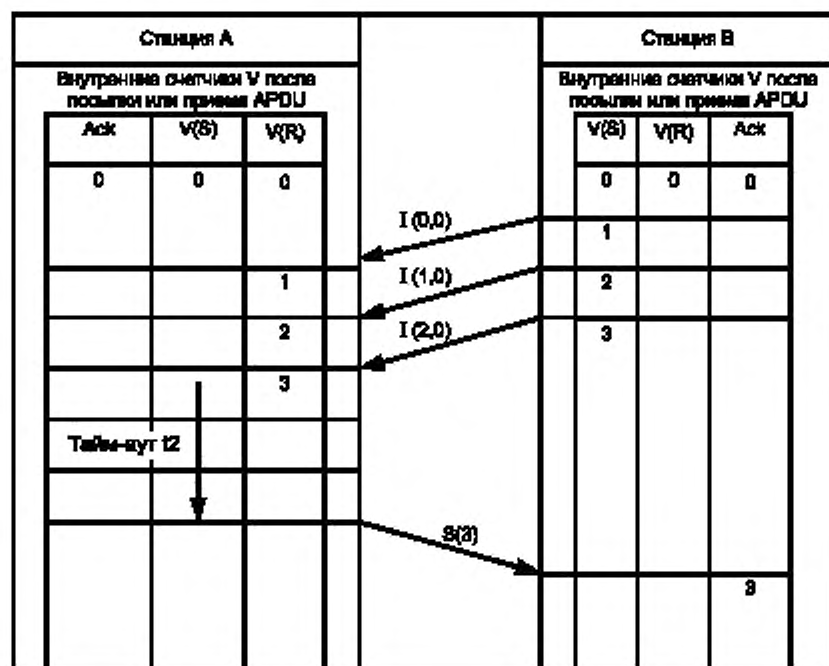 Станция A
Станция B
Внутренние счетчики V после
посылки или приема APDU
Внутренние счетчики V после
посылки или приема APDU
Ack V(S) V(R)
V(S) V(R) Ack
0 0 0
0 0 0
I (0,0)
1
I (1,0)
1
2
I (2,0)
2
3
3
Тайм-аут t2
S(3)
3